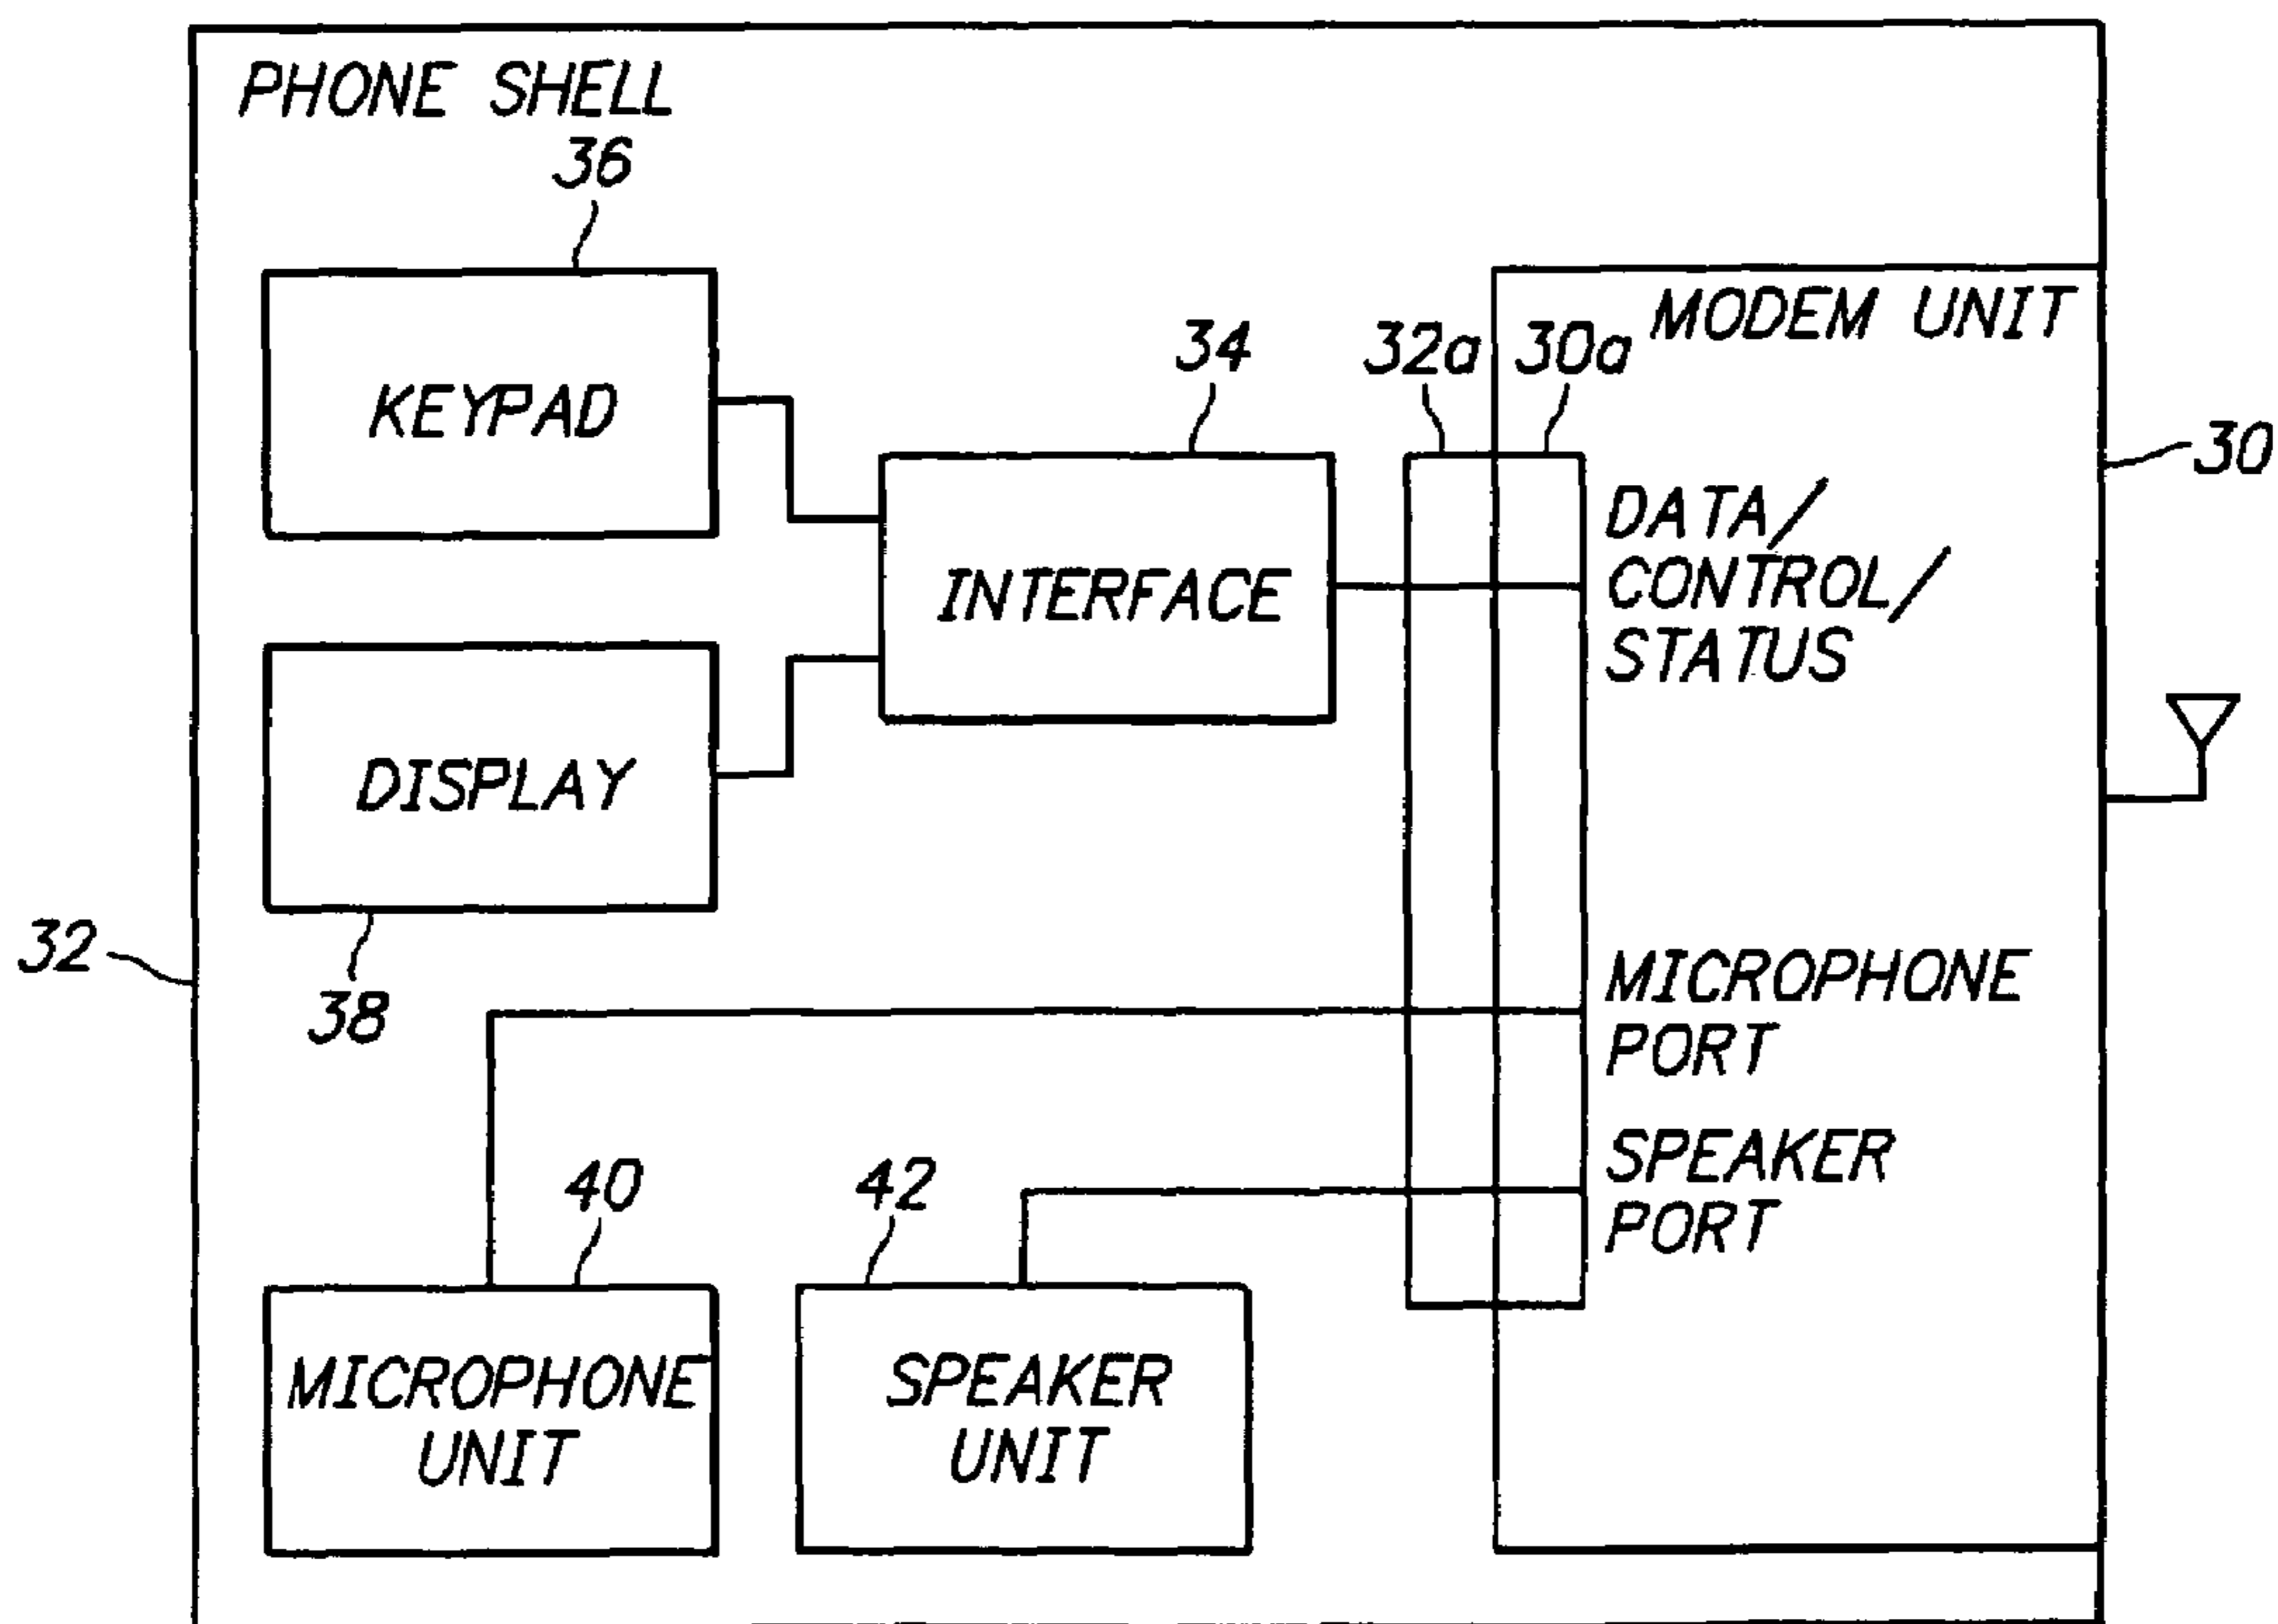 PHONE SHELL
36
KEYPAD
34
INTERFACE
32a
30a
MODEM UNIT
30
DATA/
CONTROL/
STATUS
DISPLAY
38
32
MICROPHONE
PORT
SPEAKER
PORT
40
MICROPHONE
UNIT
42
SPEAKER
UNIT